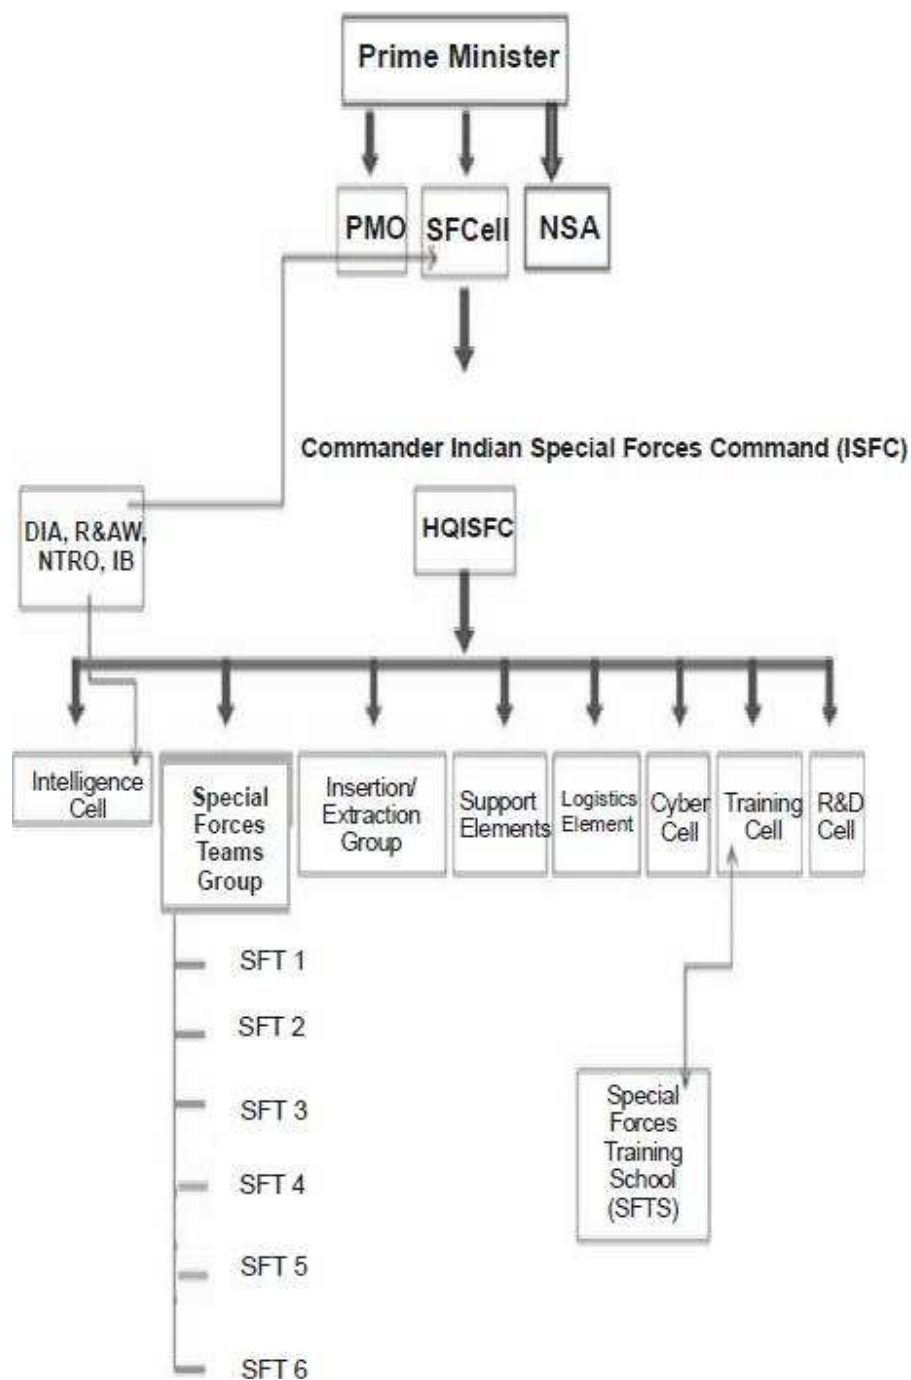 Prime Minister
PMO
SFCell
NSA
Commander Indian Special Forces Command (ISFC)
DIA, R&AW,
NTRO, IB
HQISFC
Intelligence
Cell
Special
Forces
Teams
Group
Insertion/
Extraction
Group
Support
Elements
Logistics
Element
Cyber
Cell
Training
Cell
R&D
Cell
SFT 1
SFT 2
SFT 3
SFT 4
SFT 5
SFT 6
Special
Forces
Training
School
(SFTS)